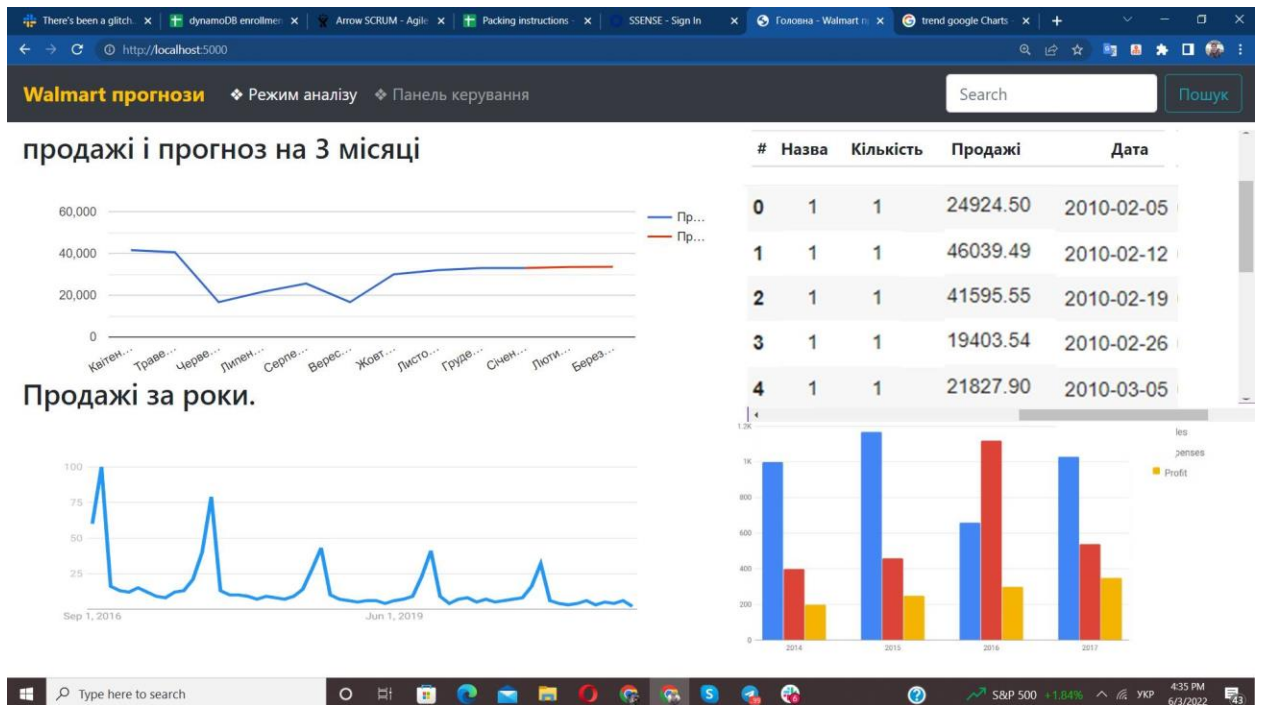 There's been a glitch...
dynamoDB enrollmen
Arrow SCRUM - Agile
Packing instructions -
SSENSE - Sign In
Головна - Walmart п
trend google Charts -
http://localhost:5000
Walmart прогнози
❖ Режим аналізу
❖ Панель керування
Search
Пошук
продажі і прогноз на 3 місяці
60,000
40,000
20,000
0
Пр...
Пр...
Квітен...
Траве...
Черве...
Липен...
Серпе...
Верес...
Жовт...
Листо...
Груде...
Січен...
Люти...
Берез...
# Назва Кількість Продажі Дата
0 1 1 24924.50 2010-02-05
1 1 1 46039.49 2010-02-12
2 1 1 41595.55 2010-02-19
3 1 1 19403.54 2010-02-26
4 1 1 21827.90 2010-03-05
Продажі за роки.
100
75
50
25
Sep 1, 2016
Jun 1, 2019
1.2K
1K
800
600
400
200
0
2014
2015
2016
2017
les
penses
Profit
Type here to search
S&P 500 +1.84%
УКР
4:35 PM
6/3/2022
43